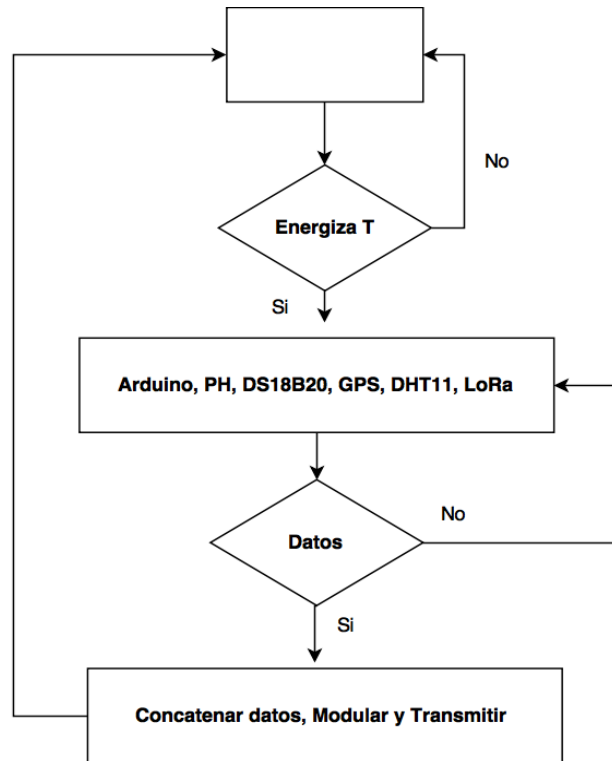 No
Energiza T
Si
Arduino, PH, DS18B20, GPS, DHT11, LoRa
No
Datos
Si
Concatenar datos, Modular y Transmitir